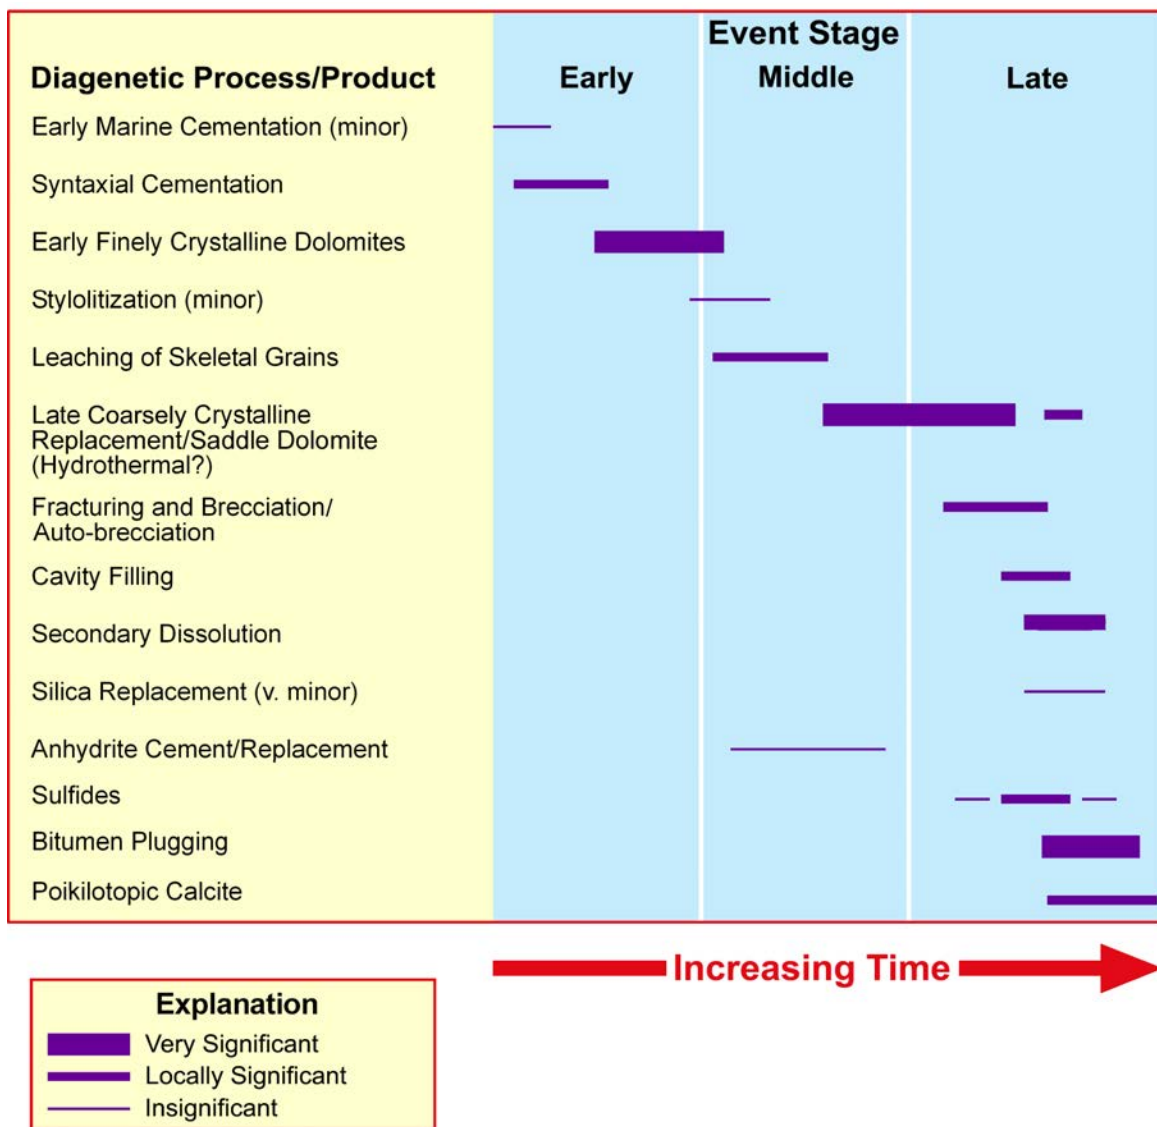 Event Stage
Diagenetic Process/Product
Early
Middle
Late
Early Marine Cementation (minor)
Syntaxial Cementation
Early Finely Crystalline Dolomites
Stylolitization (minor)
Leaching of Skeletal Grains
Late Coarsely Crystalline
Replacement/Saddle Dolomite
(Hydrothermal?)
Fracturing and Brecciation/
Auto-brecciation
Cavity Filling
Secondary Dissolution
Silica Replacement (v. minor)
Anhydrite Cement/Replacement
Sulfides
Bitumen Plugging
Poikilotopic Calcite
Increasing Time
Explanation
Very Significant
Locally Significant
Insignificant